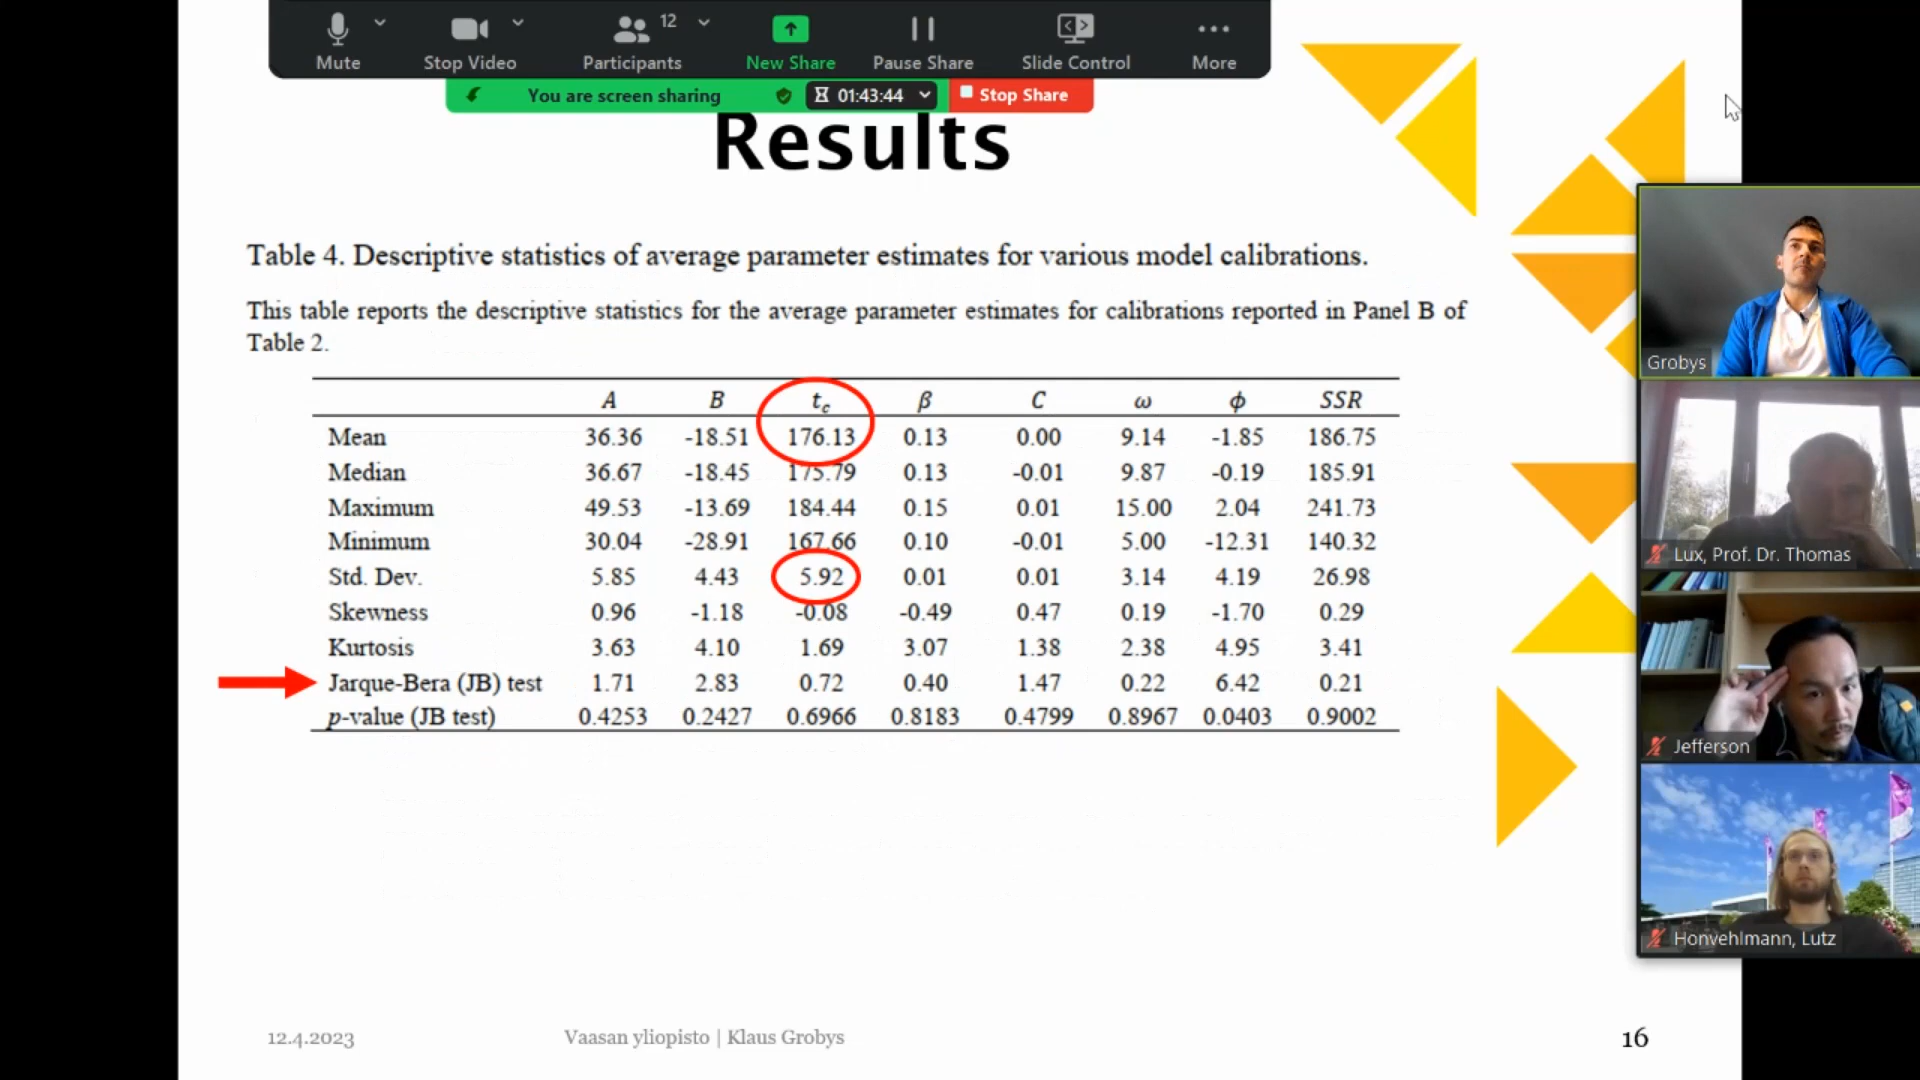 12
Mute
Stop Video
Participants
New Share
Pause Share
Slide Control
More
You are screen sharing
01:43:44
Stop Share
Results
Table 4. Descriptive statistics of average parameter estimates for various model calibrations.
This table reports the descriptive statistics for the average parameter estimates for calibrations reported in Panel B of
Table 2.
A B t_c β C ω ϕ SSR
Mean 36.36 -18.51 176.13 0.13 0.00 9.14 -1.85 186.75
Median 36.67 -18.45 175.79 0.13 -0.01 9.87 -0.19 185.91
Maximum 49.53 -13.69 184.44 0.15 0.01 15.00 2.04 241.73
Minimum 30.04 -28.91 167.66 0.10 -0.01 5.00 -12.31 140.32
Std. Dev. 5.85 4.43 5.92 0.01 0.01 3.14 4.19 26.98
Skewness 0.96 -1.18 -0.08 -0.49 0.47 0.19 -1.70 0.29
Kurtosis 3.63 4.10 1.69 3.07 1.38 2.38 4.95 3.41
Jarque-Bera (JB) test 1.71 2.83 0.72 0.40 1.47 0.22 6.42 0.21
p-value (JB test) 0.4253 0.2427 0.6966 0.8183 0.4799 0.8967 0.0403 0.9002
12.4.2023
Vaasan yliopisto | Klaus Grobys
16
Grobys
Lux, Prof. Dr. Thomas
Jefferson
Honvehlmann, Lutz